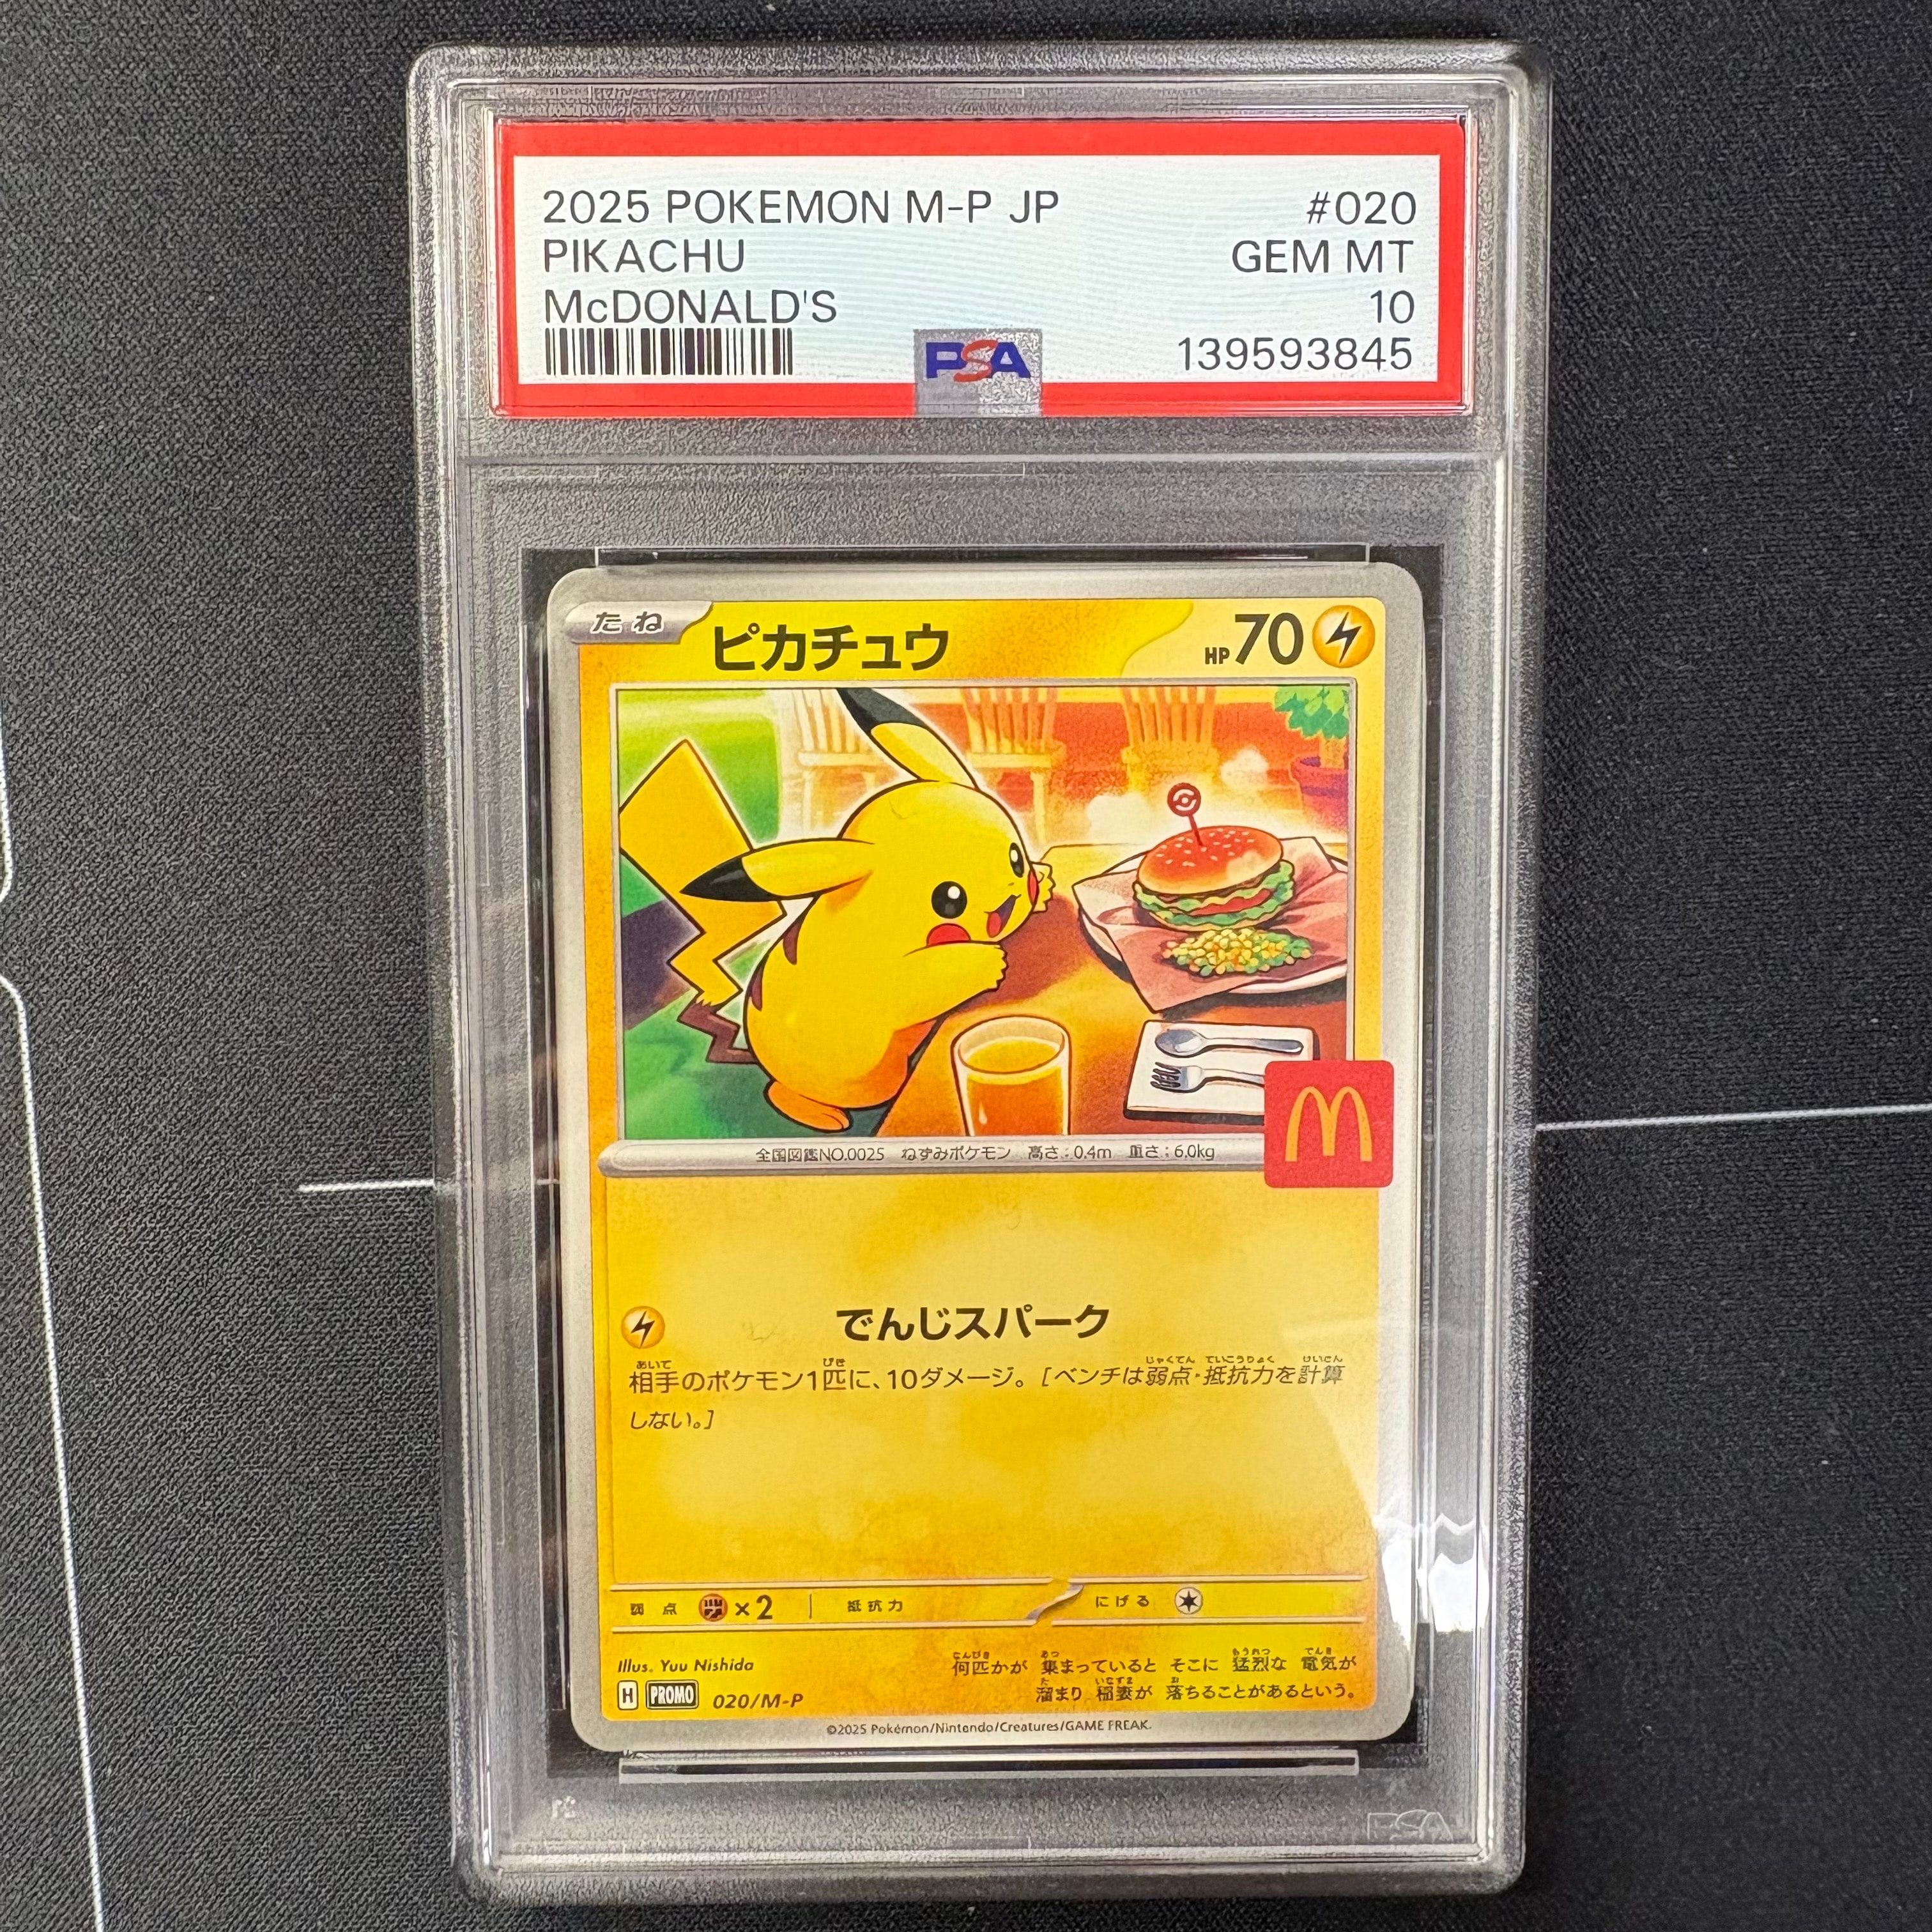 2025 POKEMON M-P JP #020
PIKACHU GEM MT
McDONALD'S 10
PSA 139593845
たね ピカチュウ HP70
全国図鑑NO.0025 ねずみポケモン 高さ:0.4m 重さ:6.0kg
でんじスパーク
相手のポケモン1匹に、10ダメージ。[ベンチは弱点・抵抗力を計算
しない。]
弱点 ×2 抵抗力 にげる
Illus. Yuu Nishida
何匹かが 集まっていると そこに 猛烈な 電気が
溜まり 稲妻が 落ちることがあるという。
H PROMO 020/M-P
©2025 Pokémon/Nintendo/Creatures/GAME FREAK.
PSA